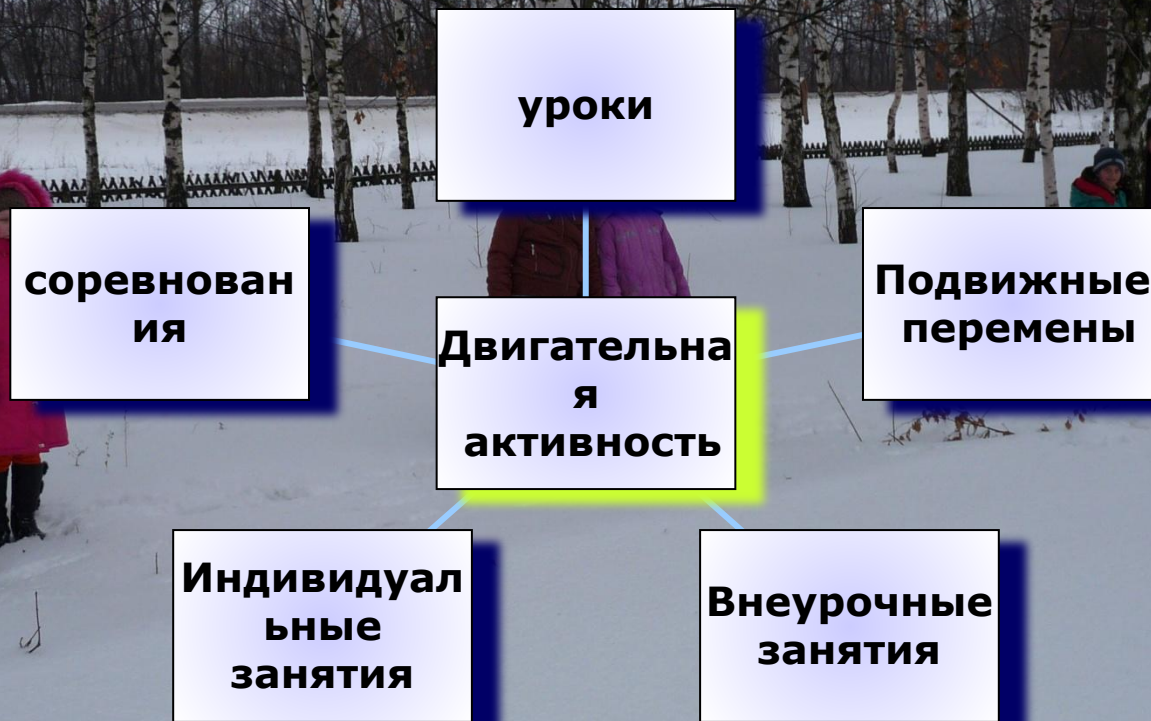 уроки
соревнован
ия
Подвижные
перемены
Двигательна
я
активность
Индивидуал
ьные
занятия
Внеурочные
занятия